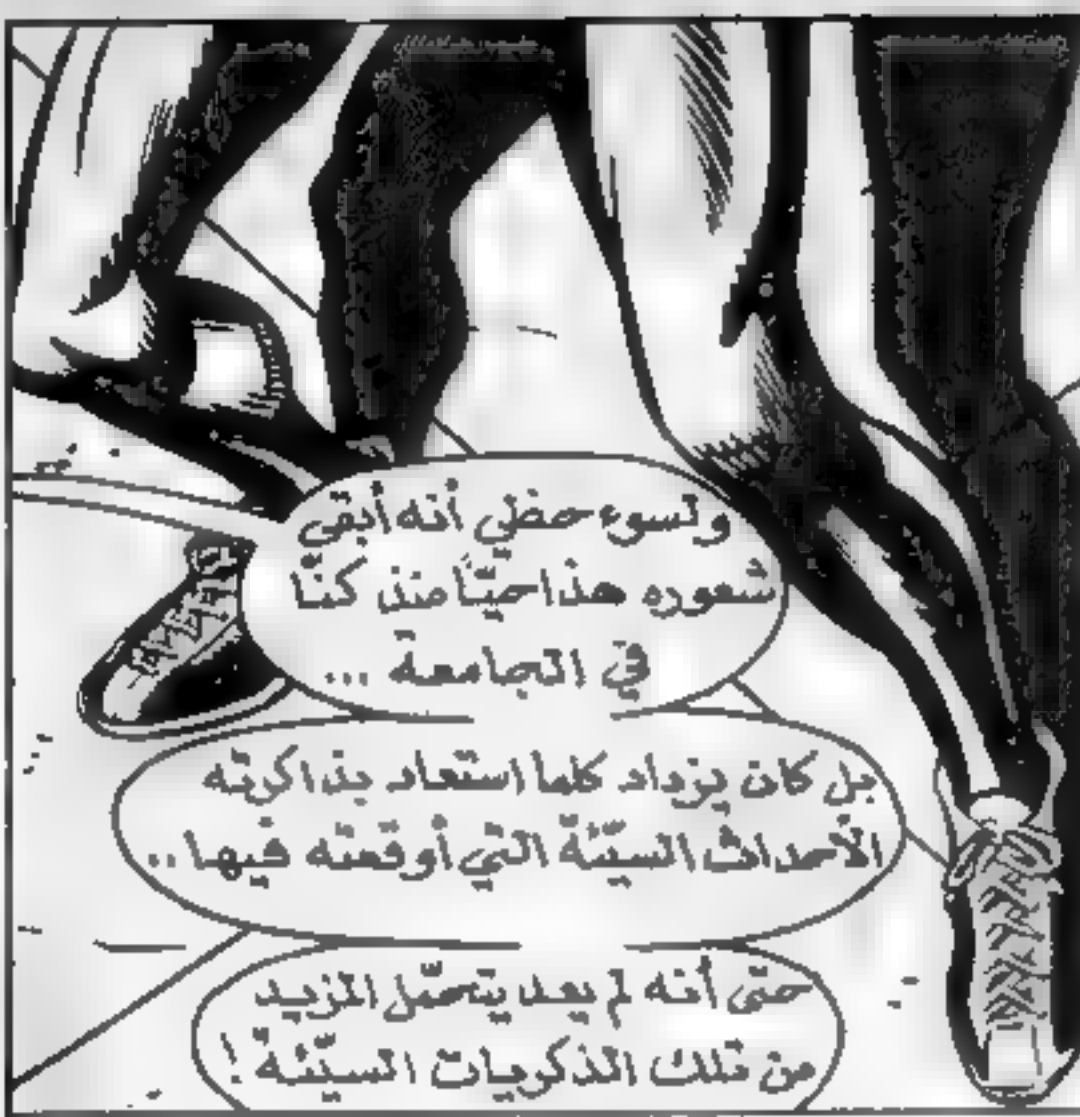 ولسوء حظي أنه أبقى
شعوره هذا حيّاً منذ كنّا
في الجامعة ...
بل كان يزداد كلما استعاد بذاكرته
الأحداث السيّئة التي أوقعته فيها..
حتّى أنه لم يعد يتحمّل المزيد
من تلك الذكريات السيّئة!